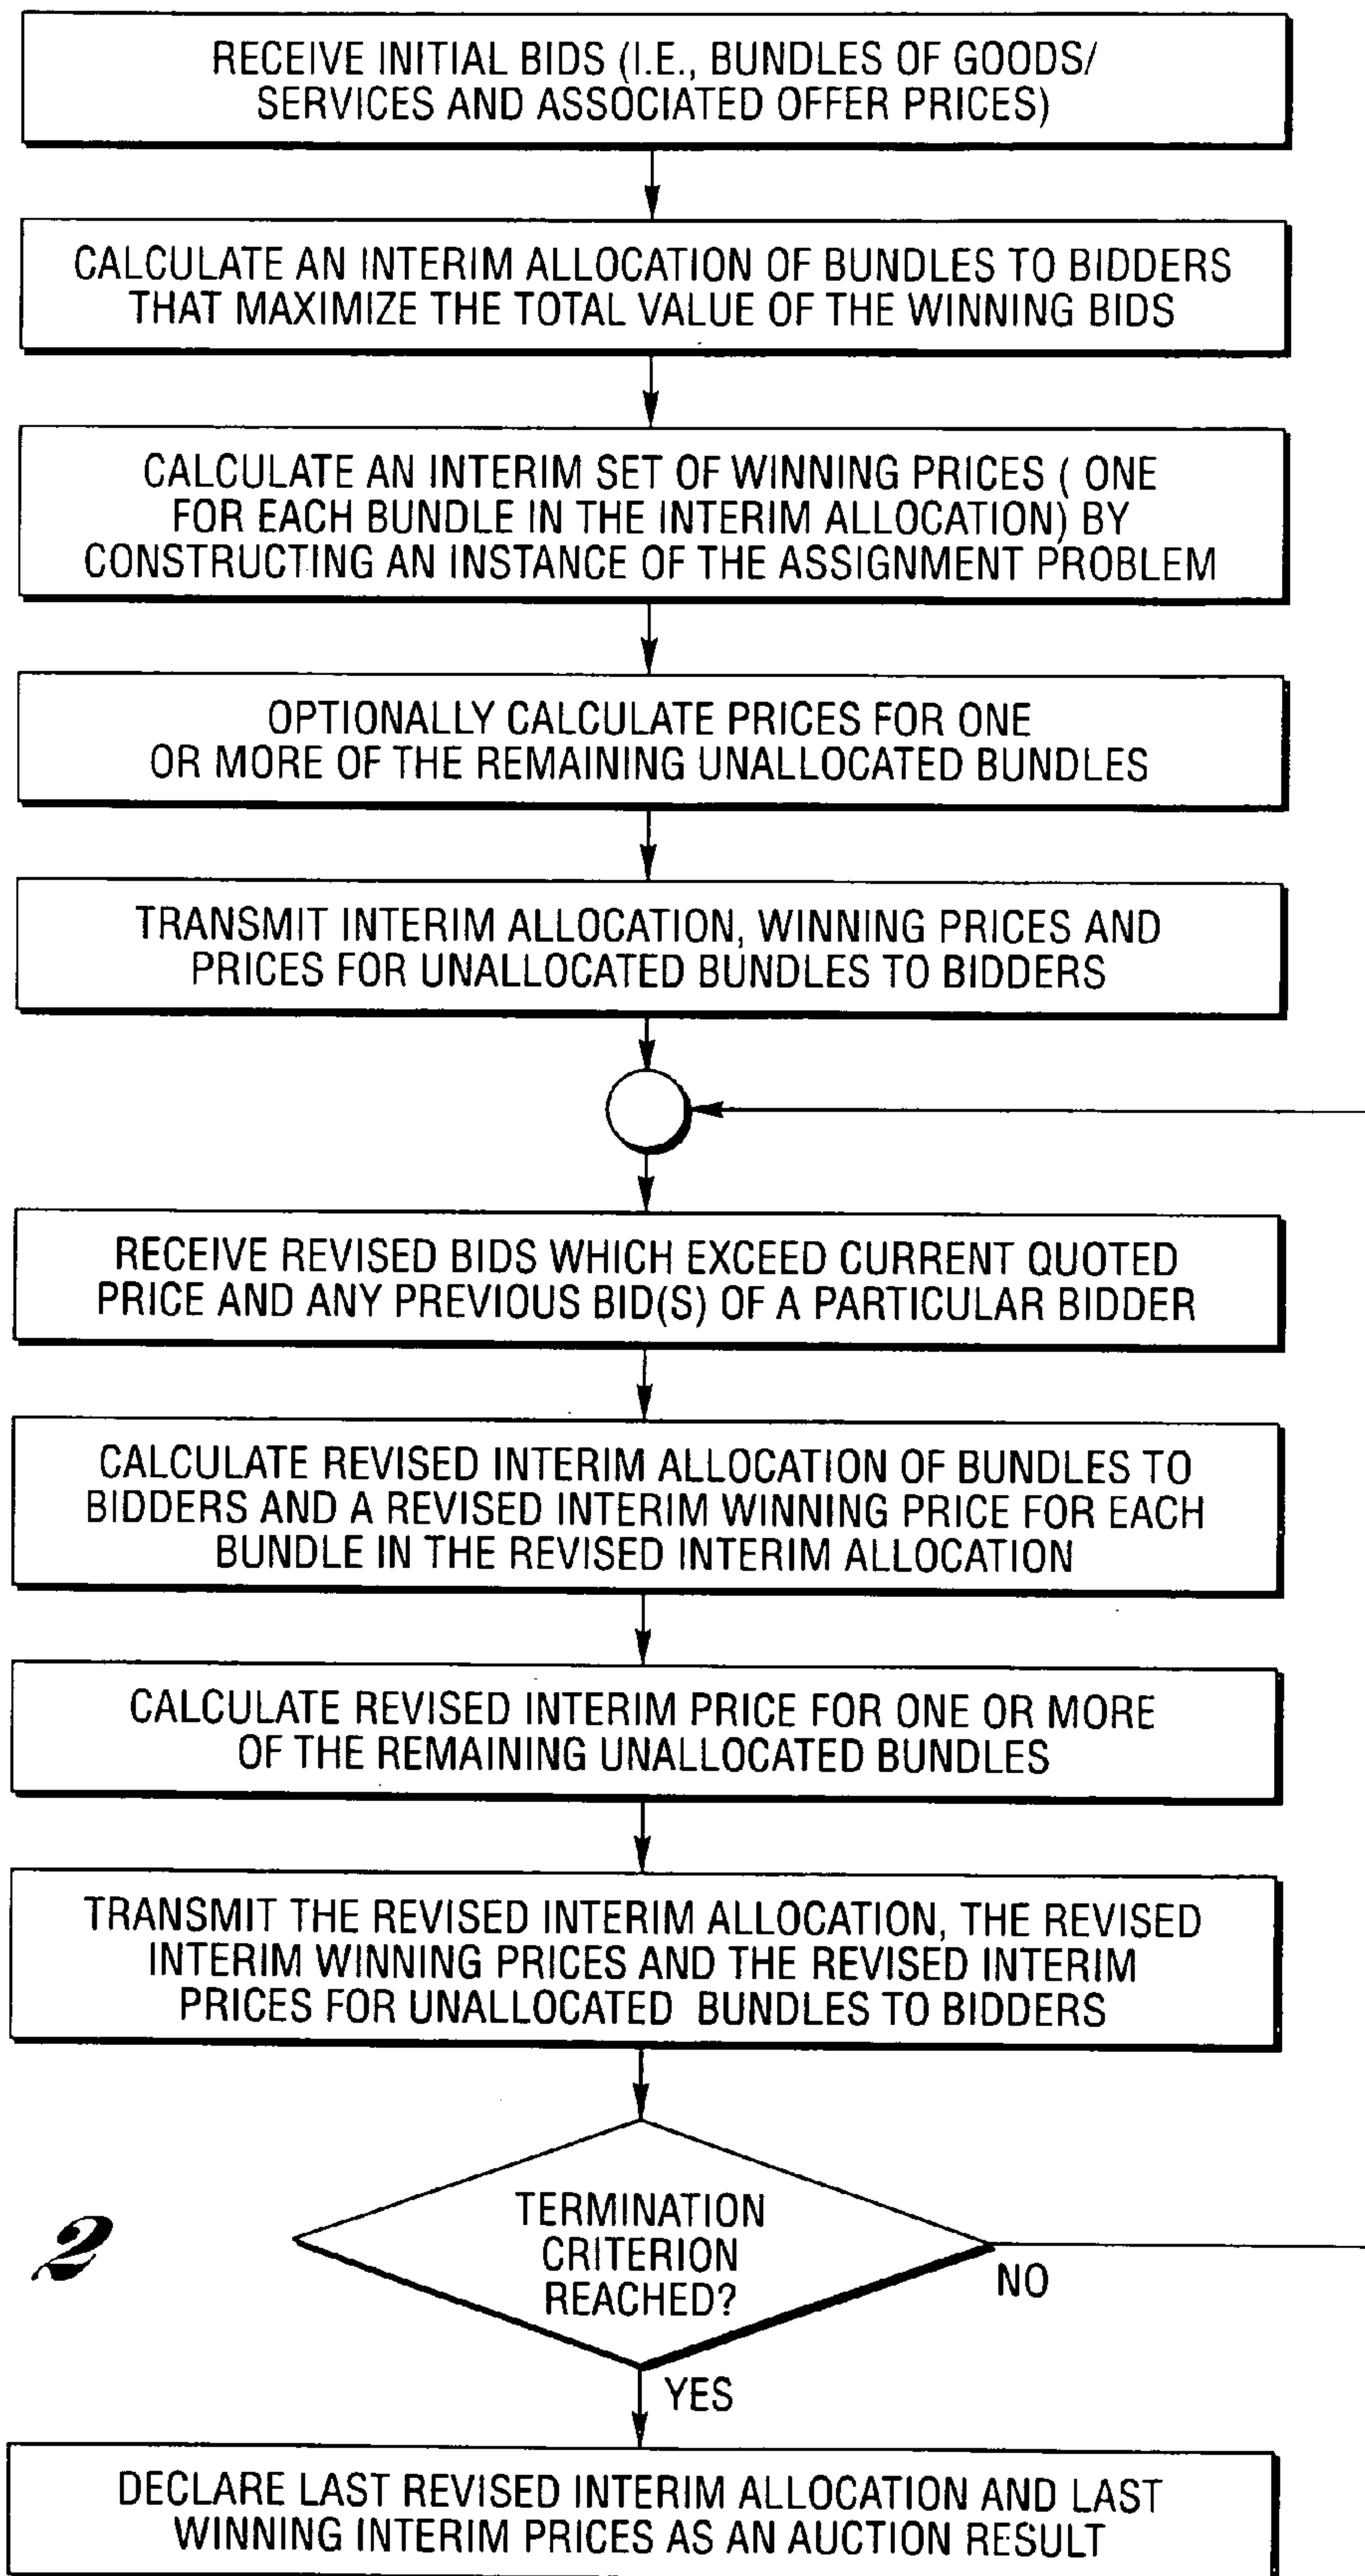 RECEIVE INITIAL BIDS (I.E., BUNDLES OF GOODS/
SERVICES AND ASSOCIATED OFFER PRICES)
CALCULATE AN INTERIM ALLOCATION OF BUNDLES TO BIDDERS
THAT MAXIMIZE THE TOTAL VALUE OF THE WINNING BIDS
CALCULATE AN INTERIM SET OF WINNING PRICES ( ONE
FOR EACH BUNDLE IN THE INTERIM ALLOCATION) BY
CONSTRUCTING AN INSTANCE OF THE ASSIGNMENT PROBLEM
OPTIONALLY CALCULATE PRICES FOR ONE
OR MORE OF THE REMAINING UNALLOCATED BUNDLES
TRANSMIT INTERIM ALLOCATION, WINNING PRICES AND
PRICES FOR UNALLOCATED BUNDLES TO BIDDERS
RECEIVE REVISED BIDS WHICH EXCEED CURRENT QUOTED
PRICE AND ANY PREVIOUS BID(S) OF A PARTICULAR BIDDER
CALCULATE REVISED INTERIM ALLOCATION OF BUNDLES TO
BIDDERS AND A REVISED INTERIM WINNING PRICE FOR EACH
BUNDLE IN THE REVISED INTERIM ALLOCATION
CALCULATE REVISED INTERIM PRICE FOR ONE OR MORE
OF THE REMAINING UNALLOCATED BUNDLES
TRANSMIT THE REVISED INTERIM ALLOCATION, THE REVISED
INTERIM WINNING PRICES AND THE REVISED INTERIM
PRICES FOR UNALLOCATED BUNDLES TO BIDDERS
TERMINATION
CRITERION
REACHED?
2
NO
YES
DECLARE LAST REVISED INTERIM ALLOCATION AND LAST
WINNING INTERIM PRICES AS AN AUCTION RESULT